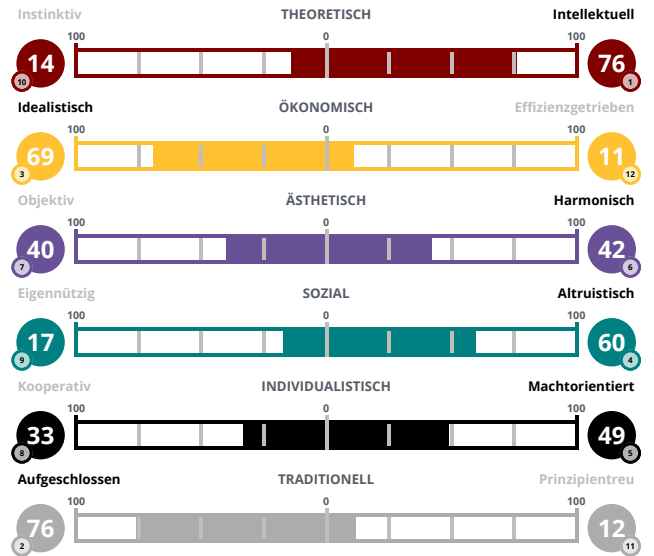 Instinktiv THEORETISCH Intellektuell
100 0 100
14 76
10 1
Idealistisch ÖKONOMISCH Effizienzgetrieben
100 0 100
69 11
3 12
Objektiv ÄSTHETISCH Harmonisch
100 0 100
40 42
7 6
Eigennützig SOZIAL Altruistisch
100 0 100
17 60
9 4
Kooperativ INDIVIDUALISTISCH Machtorientiert
100 0 100
33 49
8 5
Aufgeschlossen TRADITIONELL Prinzipientreu
100 0 100
76 12
2 11